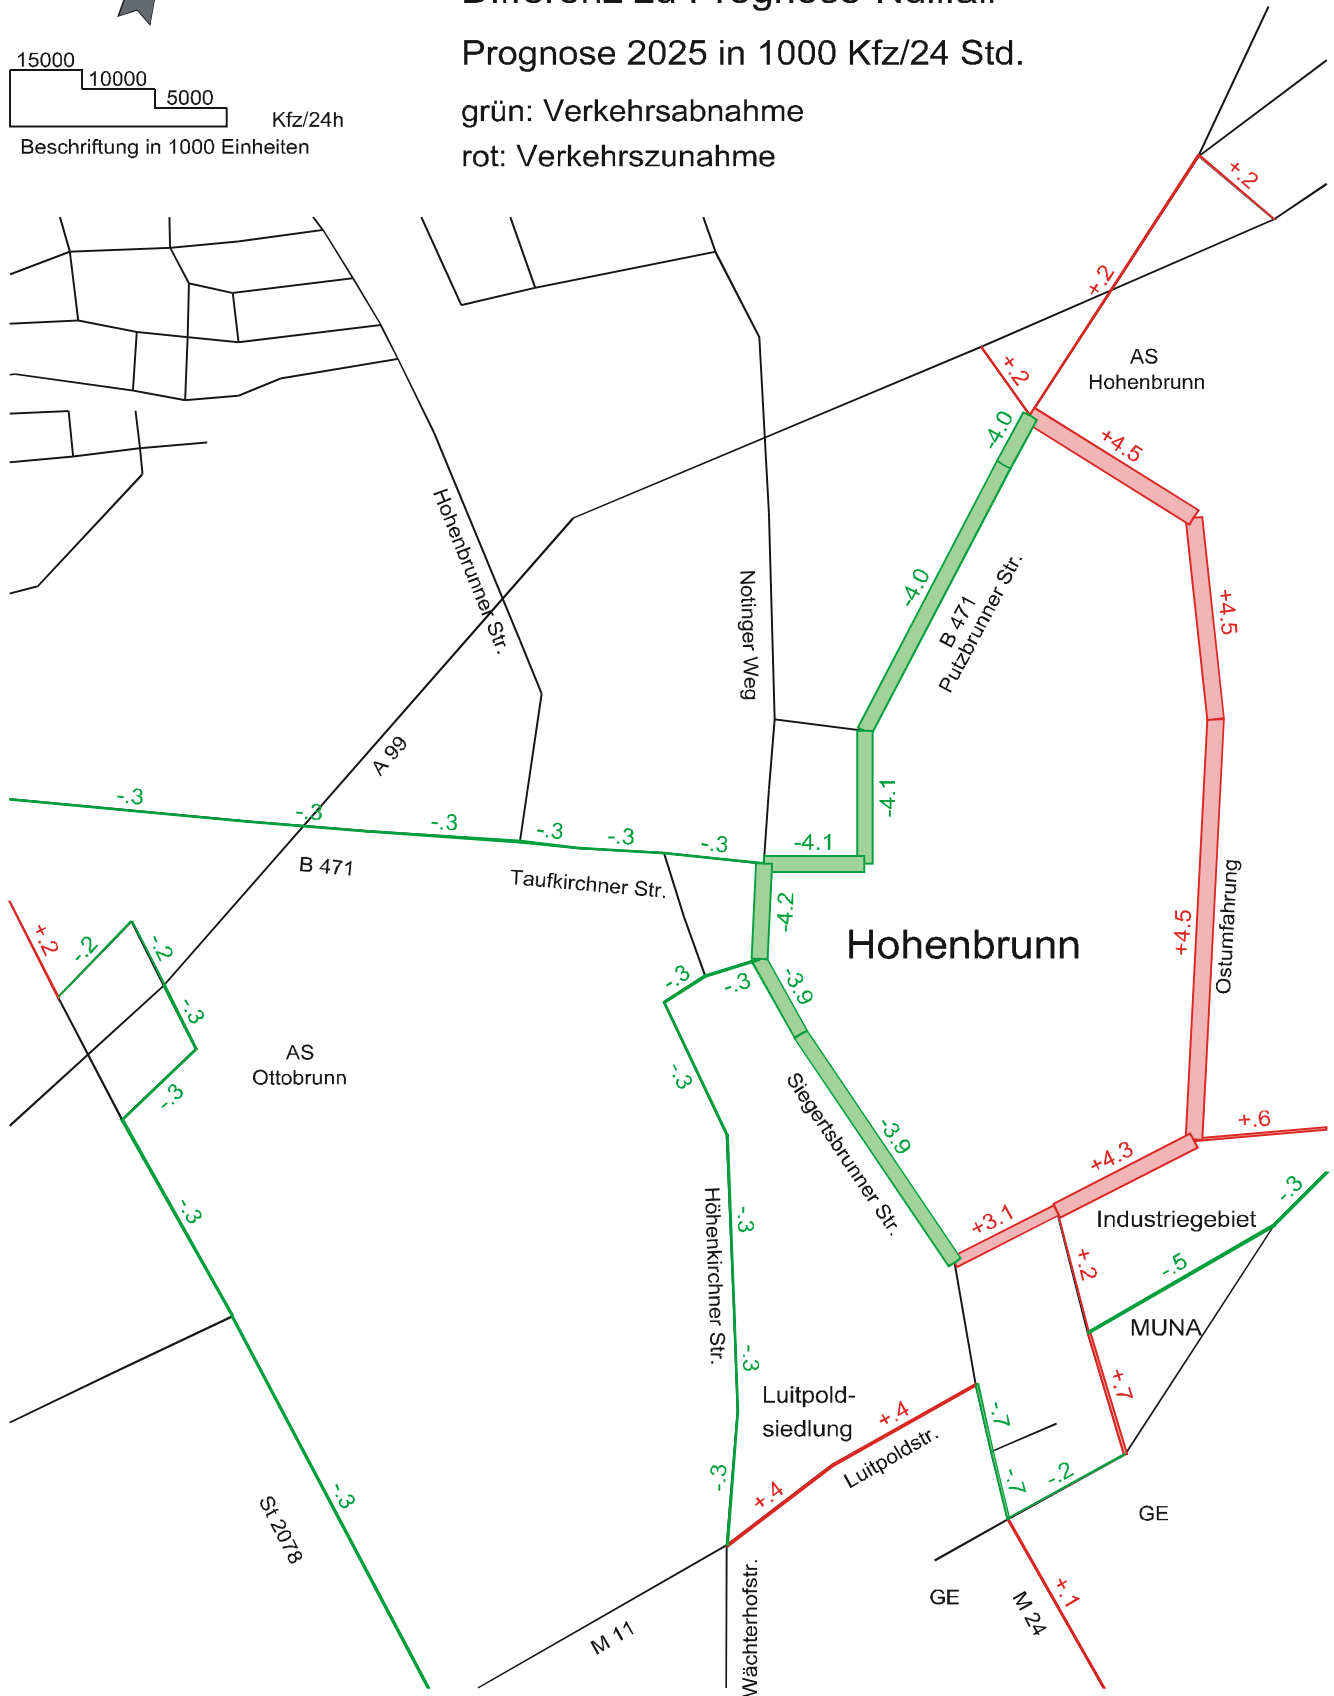 Prognose 2025 in 1000 Kfz/24 Std.
grün: Verkehrsabnahme
rot: Verkehrszunahme
15000
10000
5000
Kfz/24h
Beschriftung in 1000 Einheiten
+.2
+.2
AS
Hohenbrunn
+.2
-4.0
+4.5
Hohenbrunner Str.
-4.0
B 471
Putzbrunner Str.
Notinger Weg
+4.5
A 99
-.3
-.3
-.3
-.3
-.3
-.3
-4.1
-4.1
B 471
Taufkirchner Str.
-4.2
Hohenbrunn
+4.5
Ostumfahrung
+.2
-.2
-.2
-.3
-.3
-.3
-3.9
AS
Ottobrunn
-.3
-.3
Siegertsbrunner Str.
-3.9
+.6
+4.3
-.3
-.3
Höhenkirchner Str.
-.3
+3.1
Industriegebiet
+.2
-.5
MUNA
-.3
+.7
Luitpold-
siedlung
+.4
Luitpoldstr.
-.7
-.3
+.4
-.7
-.2
St 2078
-.3
GE
GE
M 24
+.1
M 11
Wächterhofstr.